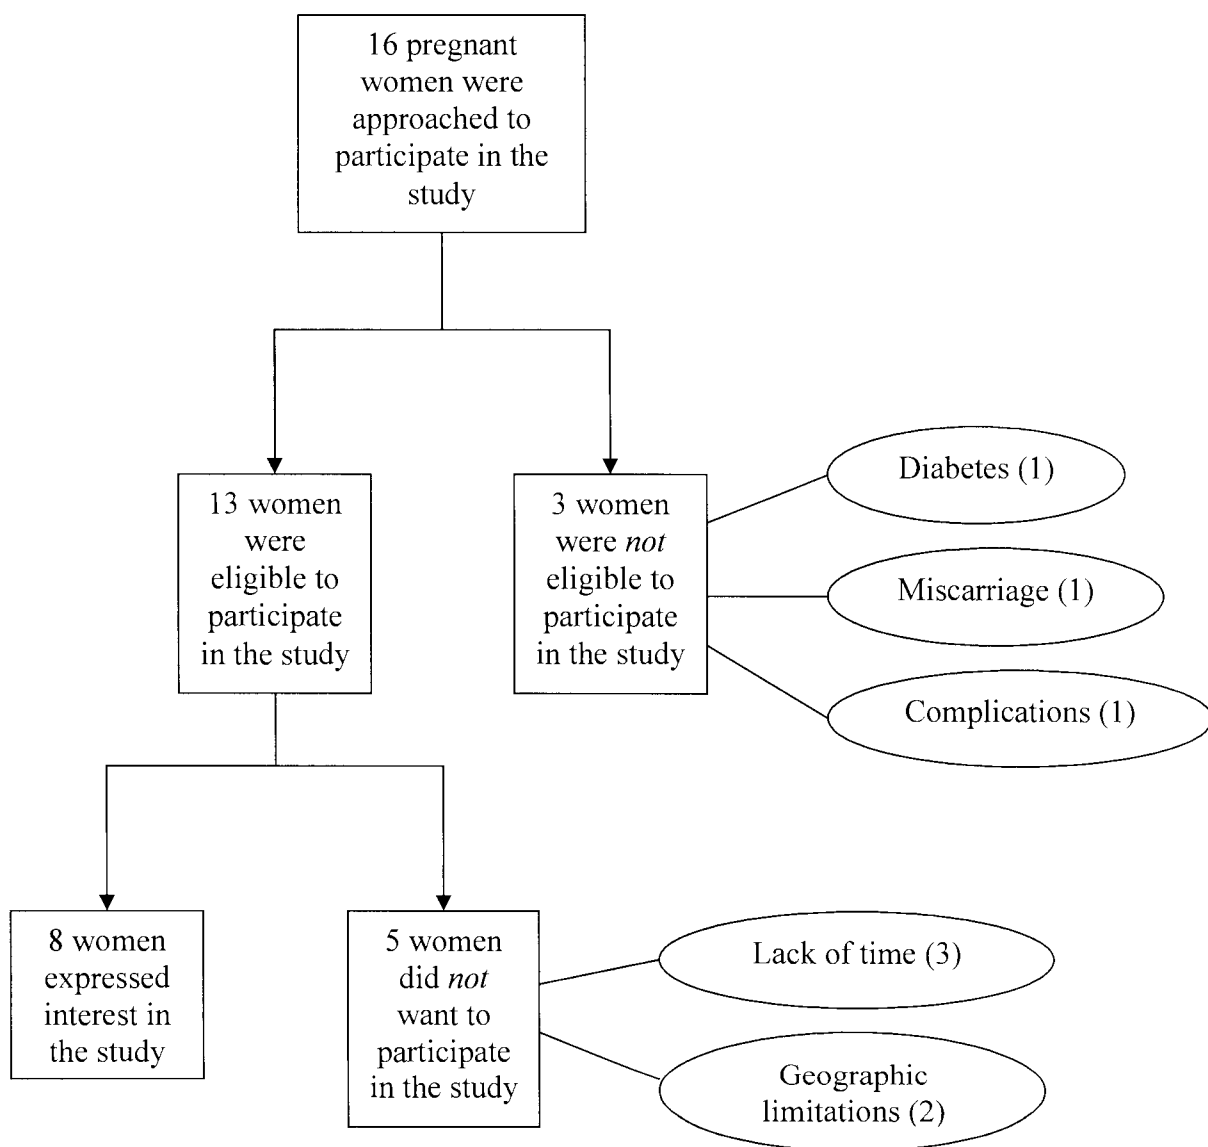 16 pregnant
women were
approached to
participate in the
study
13 women
were
eligible to
participate
in the study
3 women
were not
eligible to
participate
in the study
Diabetes (1)
Miscarriage (1)
Complications (1)
8 women
expressed
interest in
the study
5 women
did not
want to
participate
in the study
Lack of time (3)
Geographic
limitations (2)